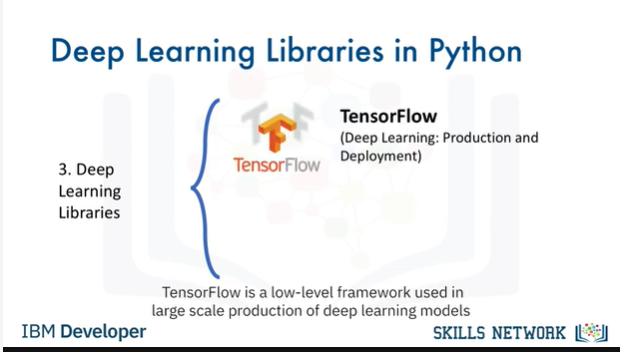 Deep Learning Libraries in Python
TensorFlow
(Deep Learning: Production and
Deployment)
TensorFlow
3. Deep
Learning
Libraries
TensorFlow is a low-level framework used in
large scale production of deep learning models
IBM Developer
SKILLS NETWORK